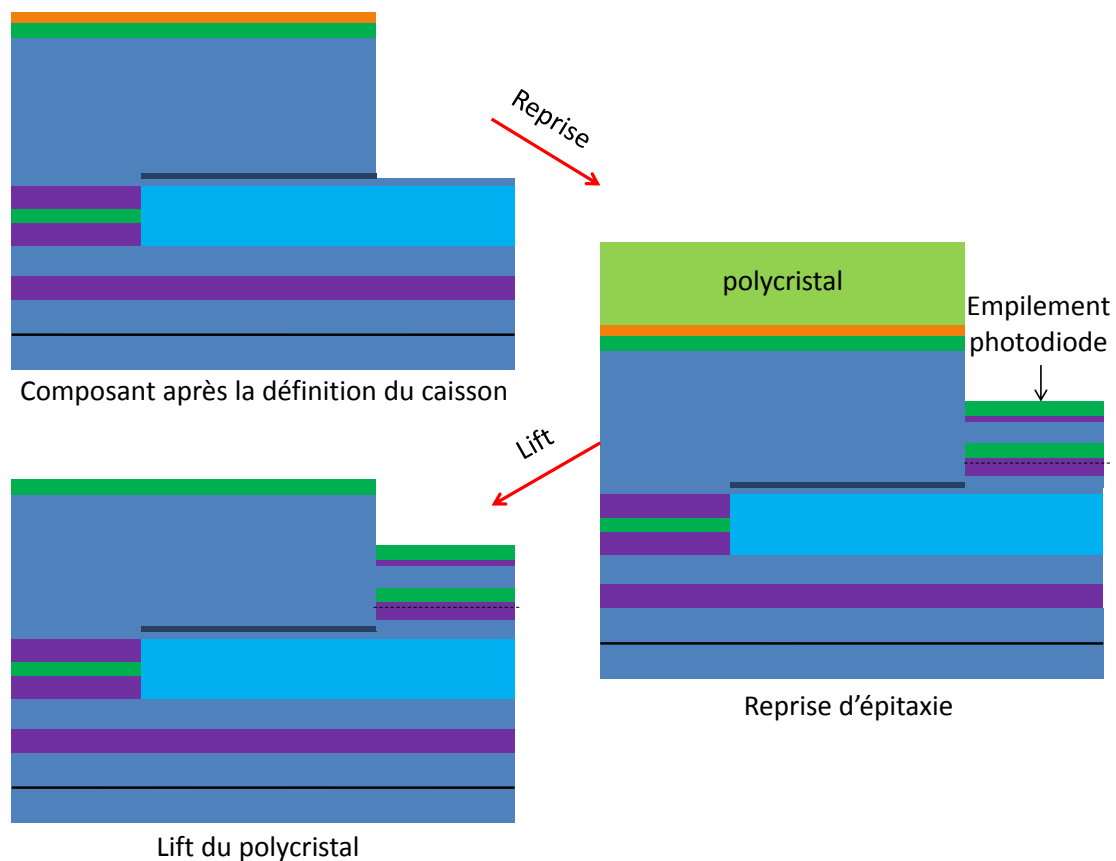 Reprise
polycristal
Empilement
photodiode
Composant après la définition du caisson
Lift
Reprise d'épitaxie
Lift du polycristal